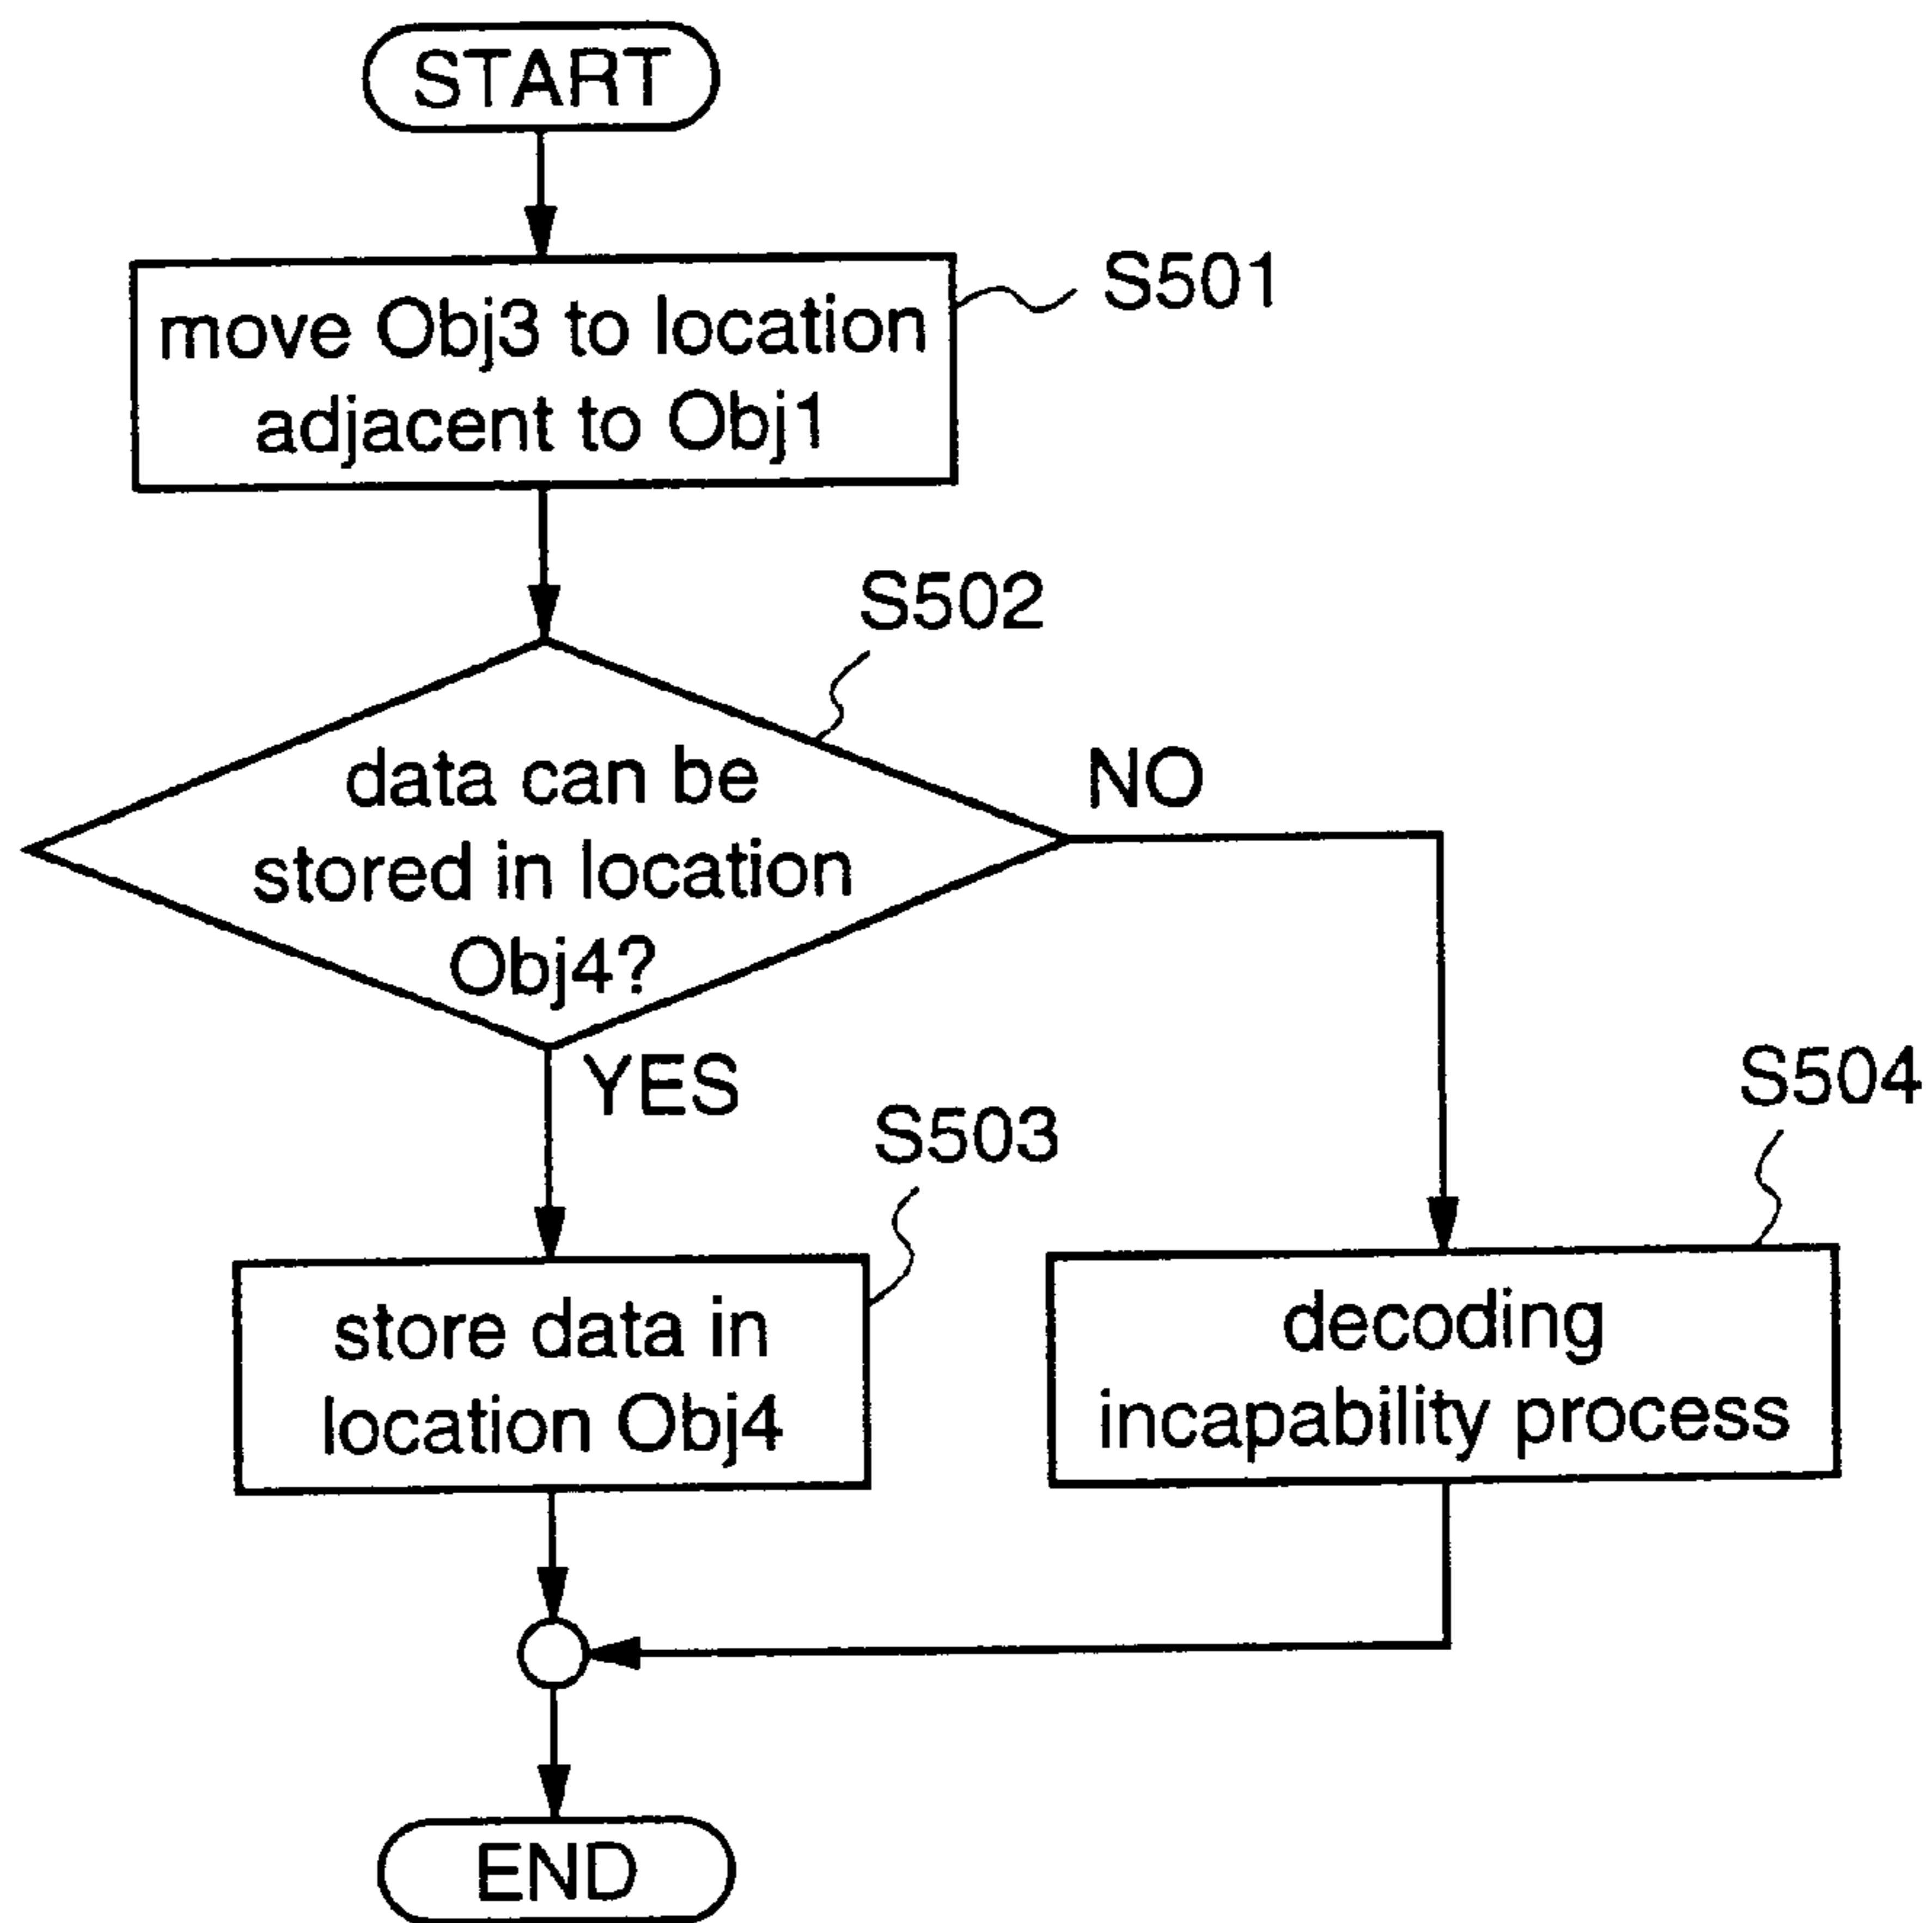 START
move Obj3 to location
adjacent to Obj1
S501
S502
data can be
stored in location
Obj4?
NO
YES
S503
store data in
location Obj4
S504
decoding
incapability process
END